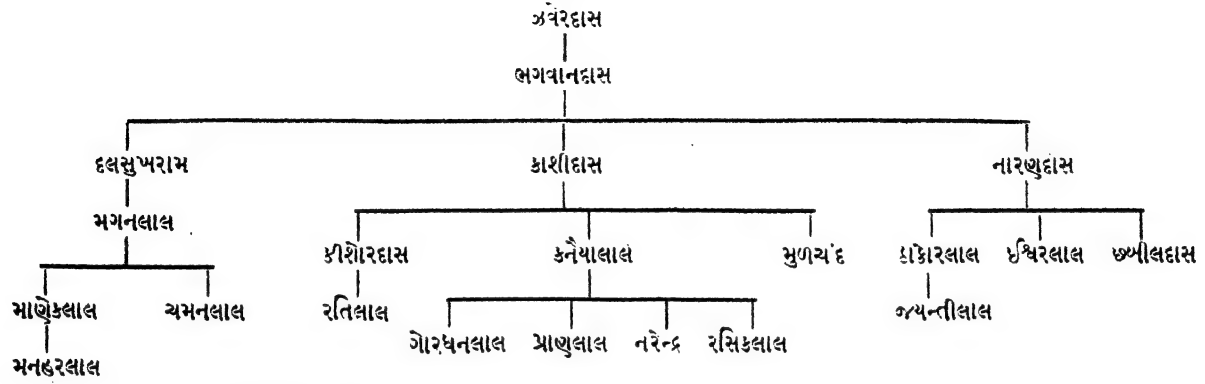 ઝવેરદાસ
ભગવાનદાસ
દલસુખરામ કાશીદાસ નારણદાસ
મગનલાલ
કીશોરદાસ કનૈયાલાલ મુળચંદ ઠાકોરલાલ ઈશ્વરલાલ છબીલદાસ
માણેકલાલ ચમનલાલ રતિલાલ જયન્તીલાલ
ગોરધનલાલ પ્રાણલાલ નરેન્દ્ર રસિકલાલ
મનહરલાલ